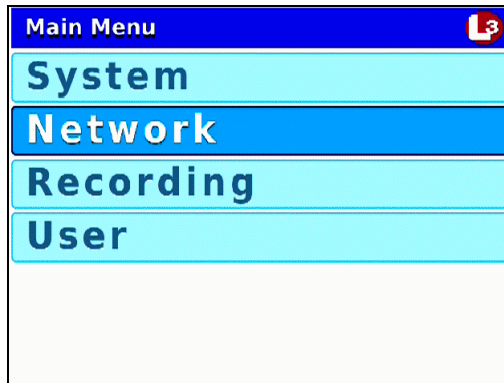 Main Menu
L3
System
Network
Recording
User